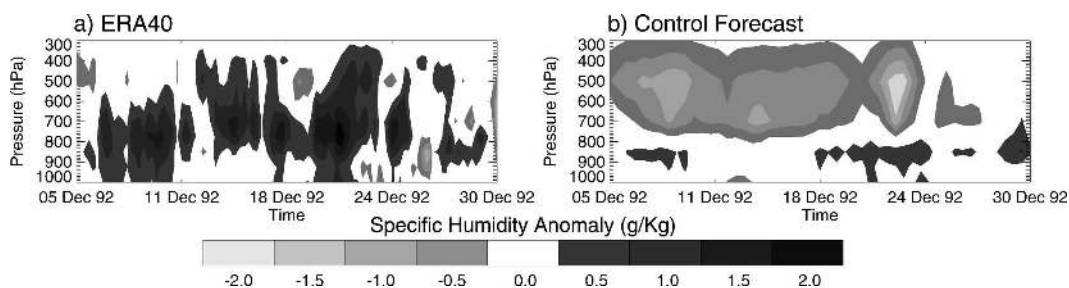 a) ERA40
b) Control Forecast
Pressure (hPa)
300
400
500
600
700
800
900
1000
05 Dec 92 11 Dec 92 18 Dec 92 24 Dec 92 30 Dec 92
Time
Pressure (hPa)
300
400
500
600
700
800
900
1000
05 Dec 92 11 Dec 92 18 Dec 92 24 Dec 92 30 Dec 92
Time
Specific Humidity Anomaly (g/Kg)
-2.0 -1.5 -1.0 -0.5 0.0 0.5 1.0 1.5 2.0